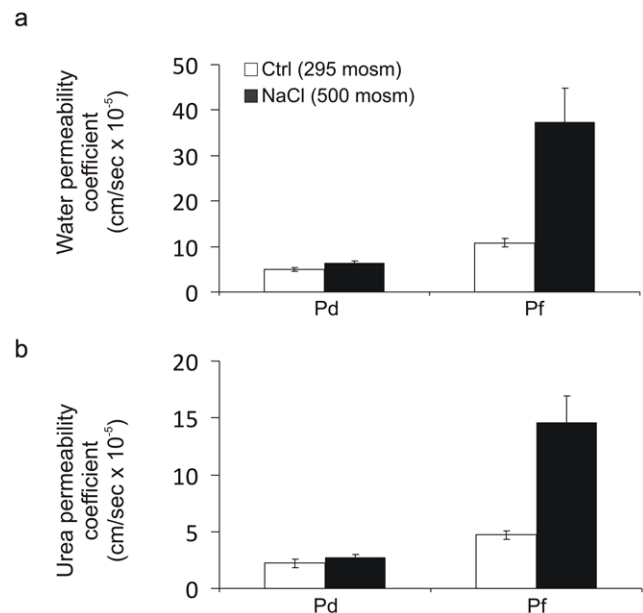 a
Water permeability
coefficient
(cm/sec x 10⁻⁵)
50
40
30
20
10
0
Ctrl (295 mosm)
NaCl (500 mosm)
Pd
Pf
b
Urea permeability
coefficient
(cm/sec x 10⁻⁵)
20
15
10
5
0
Pd
Pf